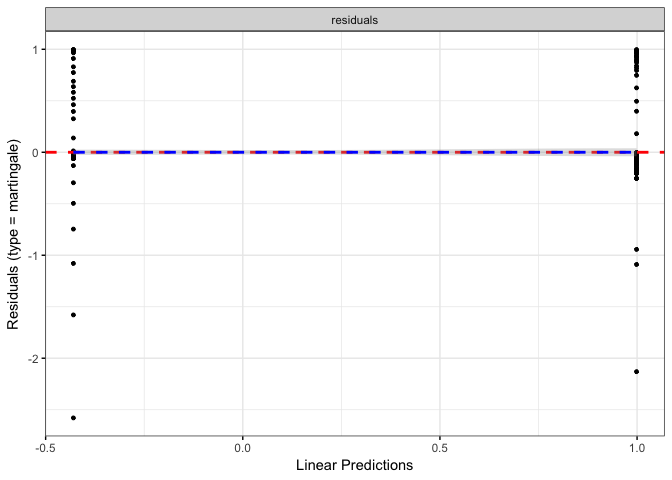 residuals
1
0
-1
-2
Residuals (type = martingale)
-0.5
0.0
0.5
1.0
Linear Predictions